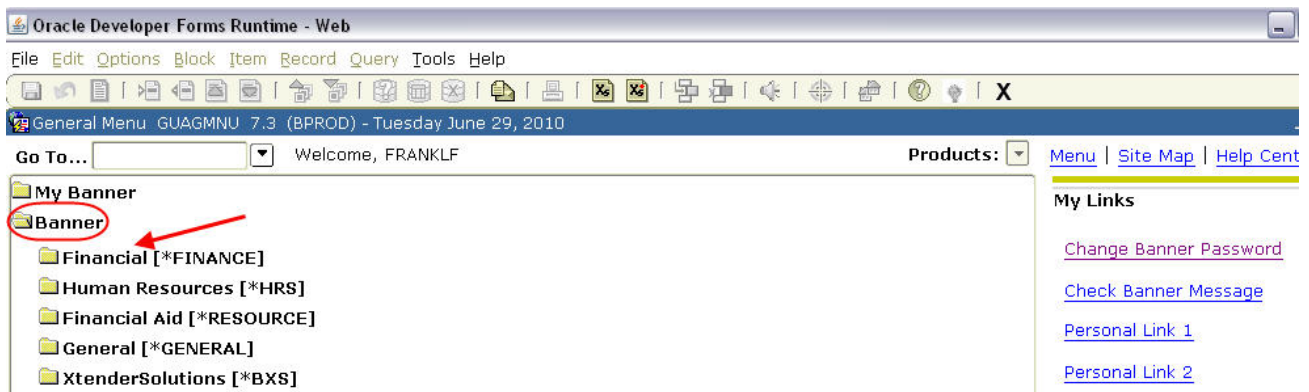 Oracle Developer Forms Runtime - Web
File Edit Options Block Item Record Query Tools Help
X
General Menu GUAGMNU 7.3 (BPROD) - Tuesday June 29, 2010
Go To... Welcome, FRANKLF Products: Menu | Site Map | Help Cent
My Banner
Banner
Financial [*FINANCE]
Human Resources [*HRS]
Financial Aid [*RESOURCE]
General [*GENERAL]
XtenderSolutions [*BXS]
My Links
Change Banner Password
Check Banner Message
Personal Link 1
Personal Link 2